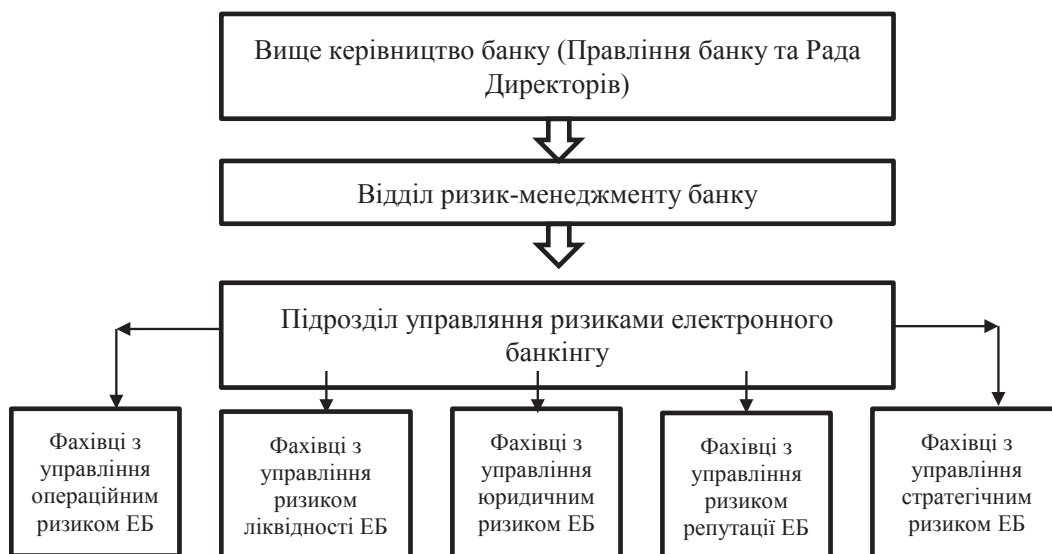 Вище керівництво банку (Правління банку та Рада
Директорів)
Відділ ризик-менеджменту банку
Підрозділ управляння ризиками електронного
банкінгу
Фахівці з
управління
операційним
ризиком ЕБ
Фахівці з
управління
ризиком
ліквідності ЕБ
Фахівці з
управління
юридичним
ризиком ЕБ
Фахівці з
управління
ризиком
репутації ЕБ
Фахівці з
управління
стратегічним
ризиком ЕБ